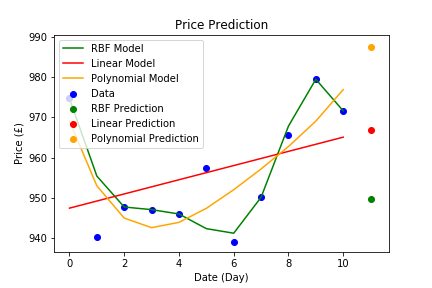 Price Prediction
990
980
970
960
950
940
Price (£)
RBF Model
Linear Model
Polynomial Model
Data
RBF Prediction
Linear Prediction
Polynomial Prediction
0
2
4
6
8
10
Date (Day)